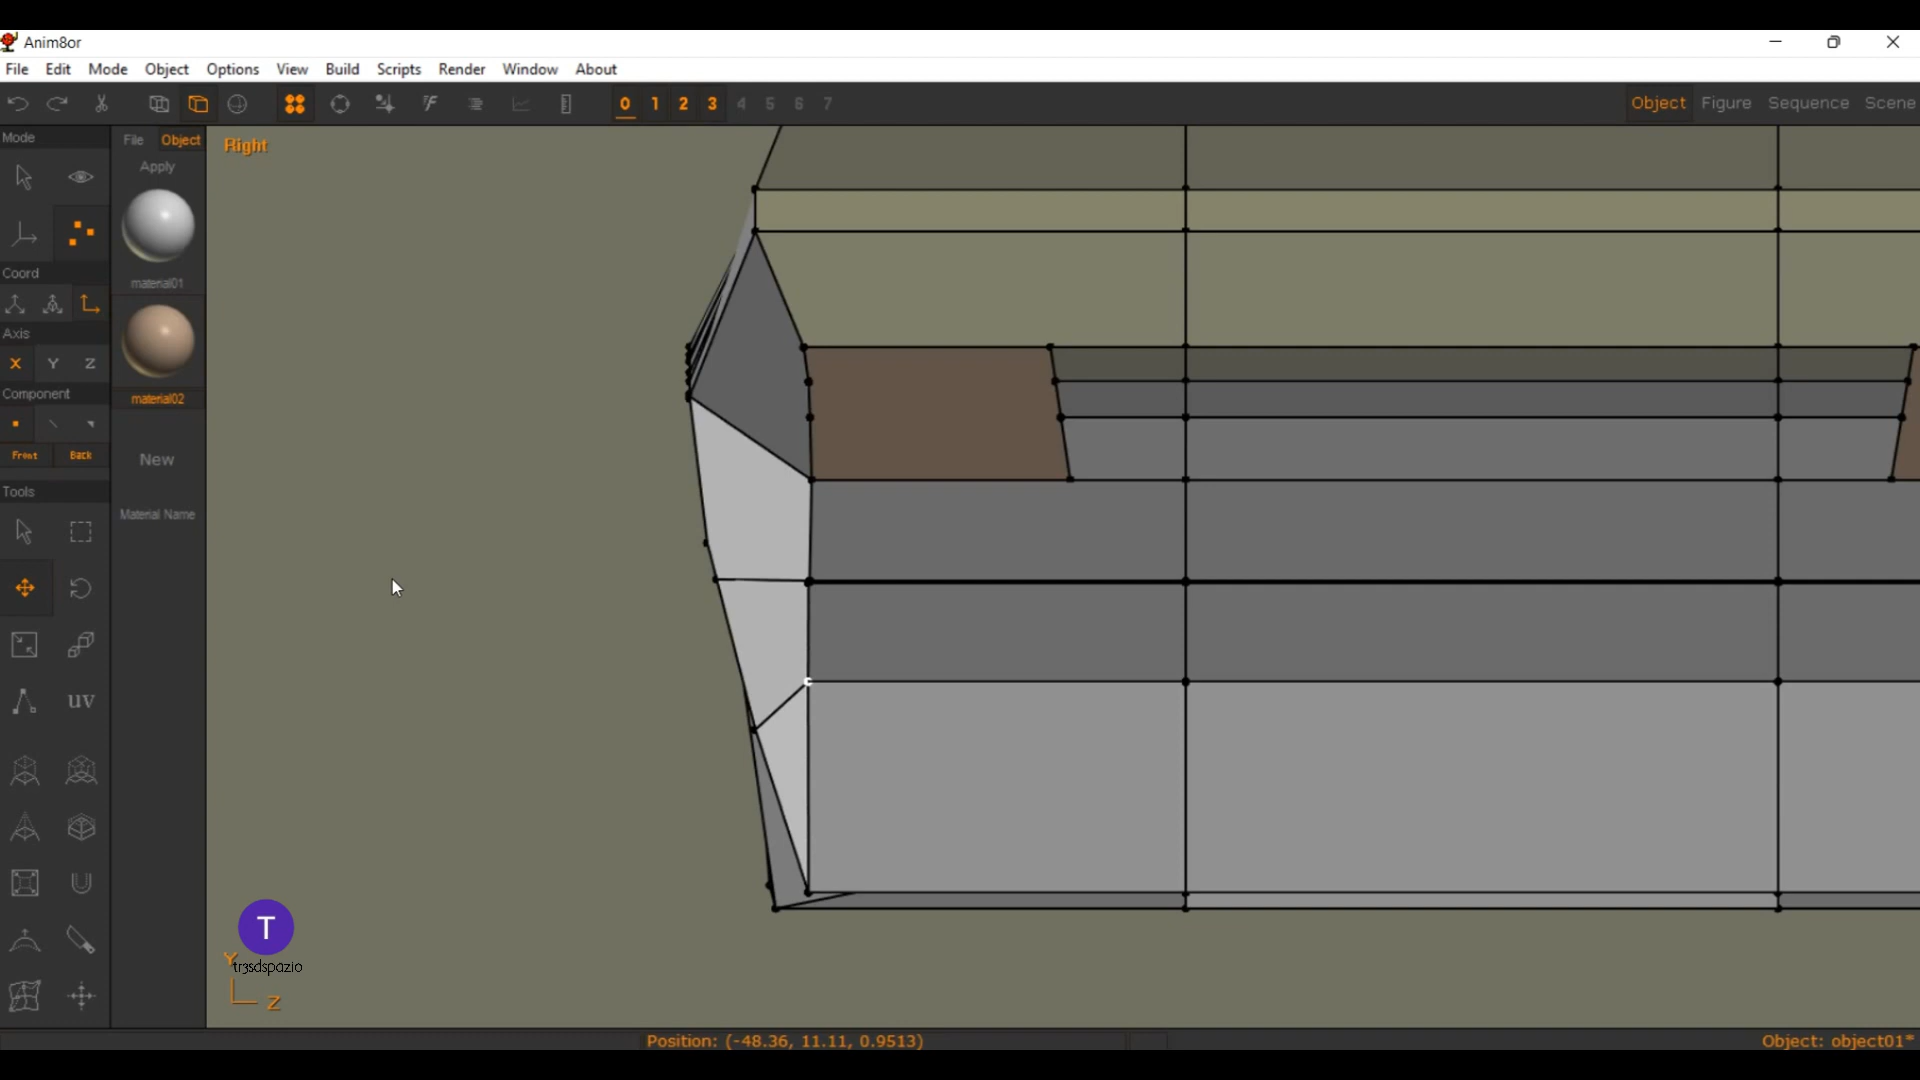 Anim8or
File Edit Mode Object Options View Build Scripts Render Window About
0 1 2 3 4 5 6 7
Object Figure Sequence Scene
Mode
File Object
Right
Apply
material01
Coord
Axis
X Y Z
Component
material02
Front Back
New
Tools
Material Name
uv
T
tr3sdspazio
Y
Z
Position: (-48.36, 11.11, 0.9513)
Object: object01*